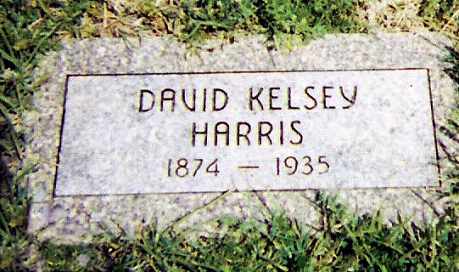 DAVID KELSEY
HARRIS
1874 — 1935